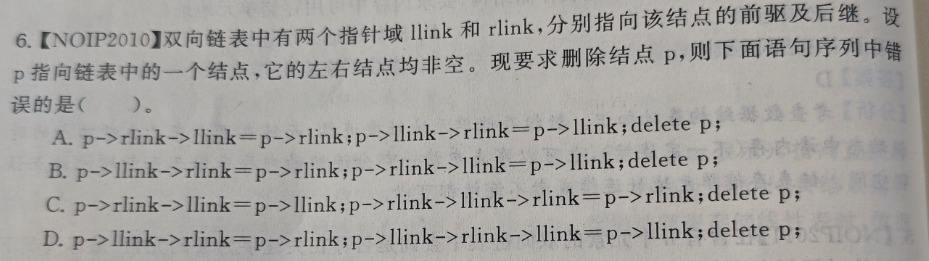 6.【NOIP2010】双向链表中有两个指针域 llink 和 rlink,分别指向该结点的前驱及后继。设
p 指向链表中的一个结点,它的左右结点均非空。现要求删除结点 p,则下面语句序列中错
误的是(　　)。
A. p->rlink->llink=p->rlink;p->llink->rlink=p->llink;delete p;
B. p->llink->rlink=p->rlink;p->rlink->llink=p->llink;delete p;
C. p->rlink->llink=p->llink;p->rlink->llink->rlink=p->rlink;delete p;
D. p->llink->rlink=p->rlink;p->llink->rlink->llink=p->llink;delete p;